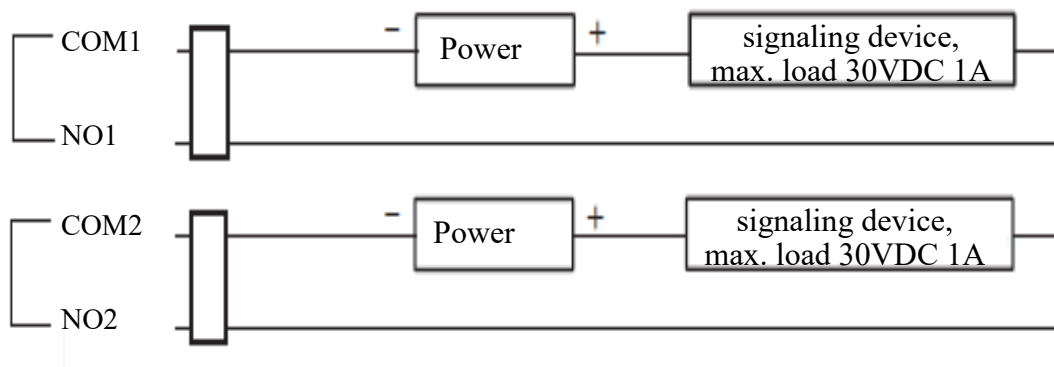 COM1
− Power +
signaling device,
max. load 30VDC 1A
NO1
COM2
− Power +
signaling device,
max. load 30VDC 1A
NO2